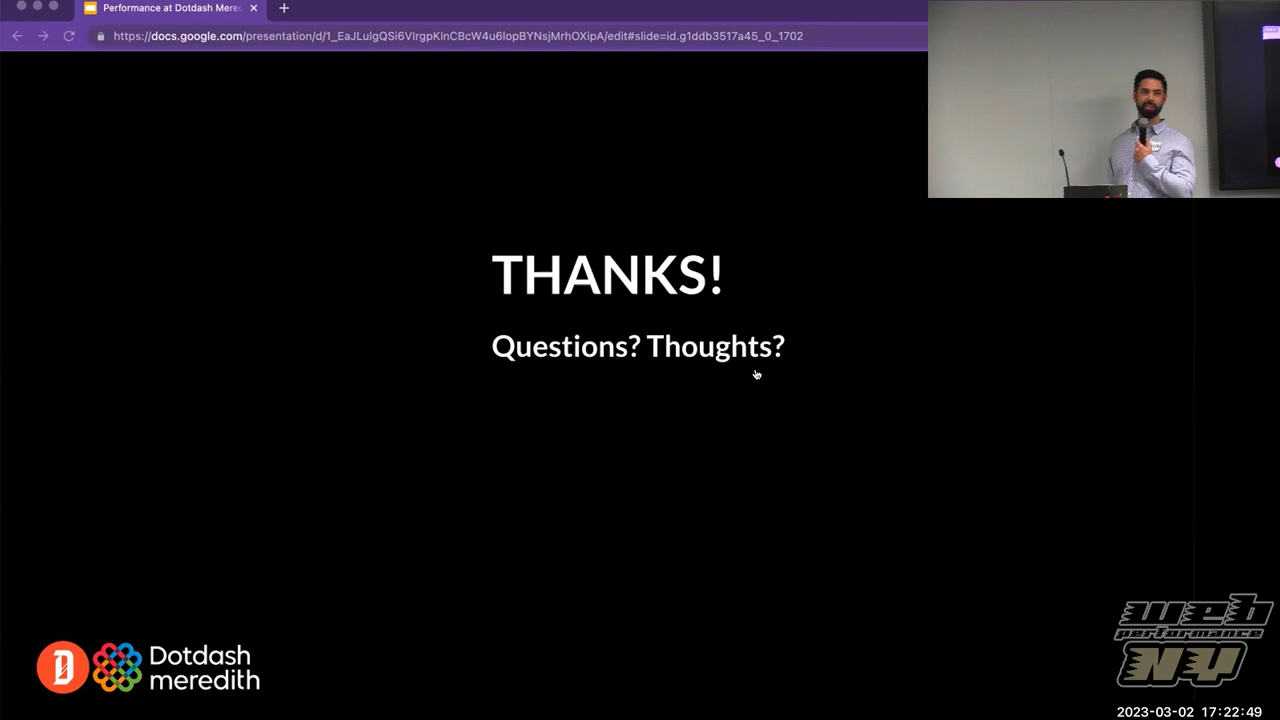 Performance at Dotdash Mered
https://docs.google.com/presentation/d/1_EaJLulgQSi6VlrgpKlnCBcW4u6lopBYNsjMrhOXipA/edit#slide=id.g1ddb3517a45_0_1702
THANKS!
Questions? Thoughts?
D
Dotdash
meredith
web
performance
NY
2023-03-02 17:22:49